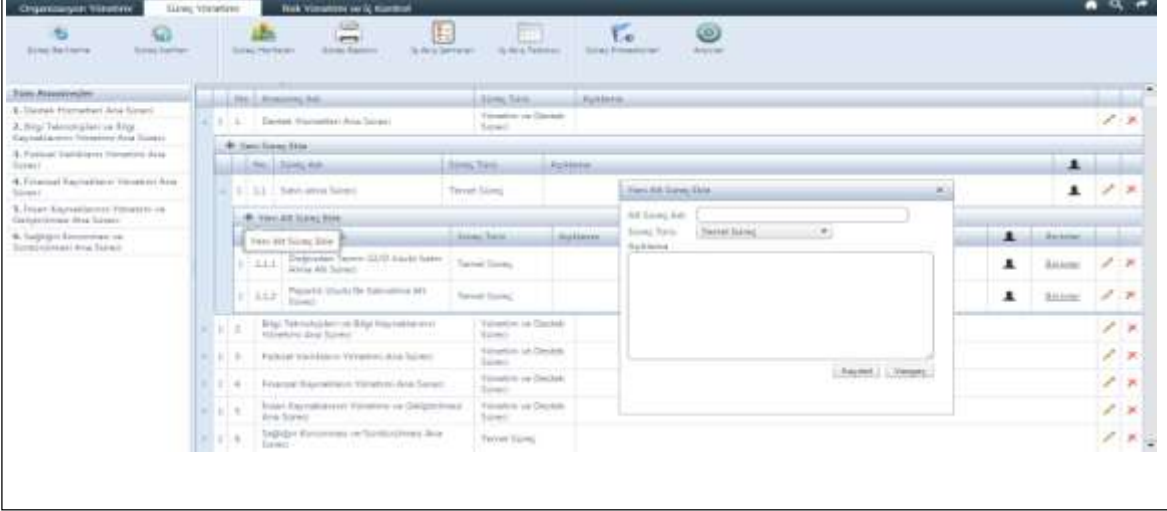 Organizasyon Yönetimi
Süreç Yönetimi
Risk Yönetimi ve İç Kontrol
Süreç Belirleme
Süreç Kartları
Süreç Haritaları
Süreç Raporu
İş Akış Şemaları
İş Akış Tablosu
Süreç Prosedürleri
Araçlar
Tüm Anasüreçler
1. Destek Hizmetleri Ana Süreci
2. Bilgi Teknolojileri ve Bilgi
Kaynaklarının Yönetimi Ana Süreci
3. Fiziksel Varlıkların Yönetimi Ana
Süreci
4. Finansal Kaynakların Yönetimi Ana
Süreci
5. İnsan Kaynaklarının Yönetimi ve
Geliştirilmesi Ana Süreci
6. Sağlığın Korunması ve
Sürdürülmesi Ana Süreci
No Anasüreç Adı Süreç Türü Açıklama
1. Destek Hizmetleri Ana Süreci Yönetim ve Destek
Süreci
Yeni Süreç Ekle
No Süreç Adı Süreç Türü Açıklama
1.1 Satın alma Süreci Temel Süreç
Yeni Alt Süreç Ekle
Yeni Alt Süreç Ekle
Süreç Türü Açıklama Birimler
1.1.1 Doğrudan Temin Usulü Satın
Alma Alt Süreci Temel Süreç Birimler
1.1.2 Pazarlık Usulü İle Satınalma Alt
Süreci Temel Süreç Birimler
2. Bilgi Teknolojileri ve Bilgi Kaynaklarının
Yönetimi Ana Süreci Yönetim ve Destek
Süreci
3. Fiziksel Varlıkların Yönetimi Ana Süreci Yönetim ve Destek
Süreci
4. Finansal Kaynakların Yönetimi Ana Süreci Yönetim ve Destek
Süreci
5. İnsan Kaynaklarının Yönetimi ve Geliştirilmesi
Ana Süreci Yönetim ve Destek
Süreci
6. Sağlığın Korunması ve Sürdürülmesi Ana
Süreci Temel Süreç
Yeni Alt Süreç Ekle
Alt Süreç Adı
Süreç Türü Temel Süreç
Açıklama
Kaydet Vazgeç